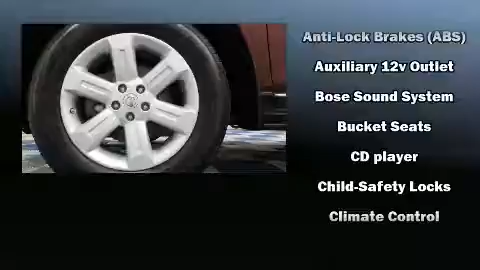 Anti-Lock Brakes (ABS)
Auxiliary 12v Outlet
Bose Sound System
Bucket Seats
CD player
Child-Safety Locks
Climate Control